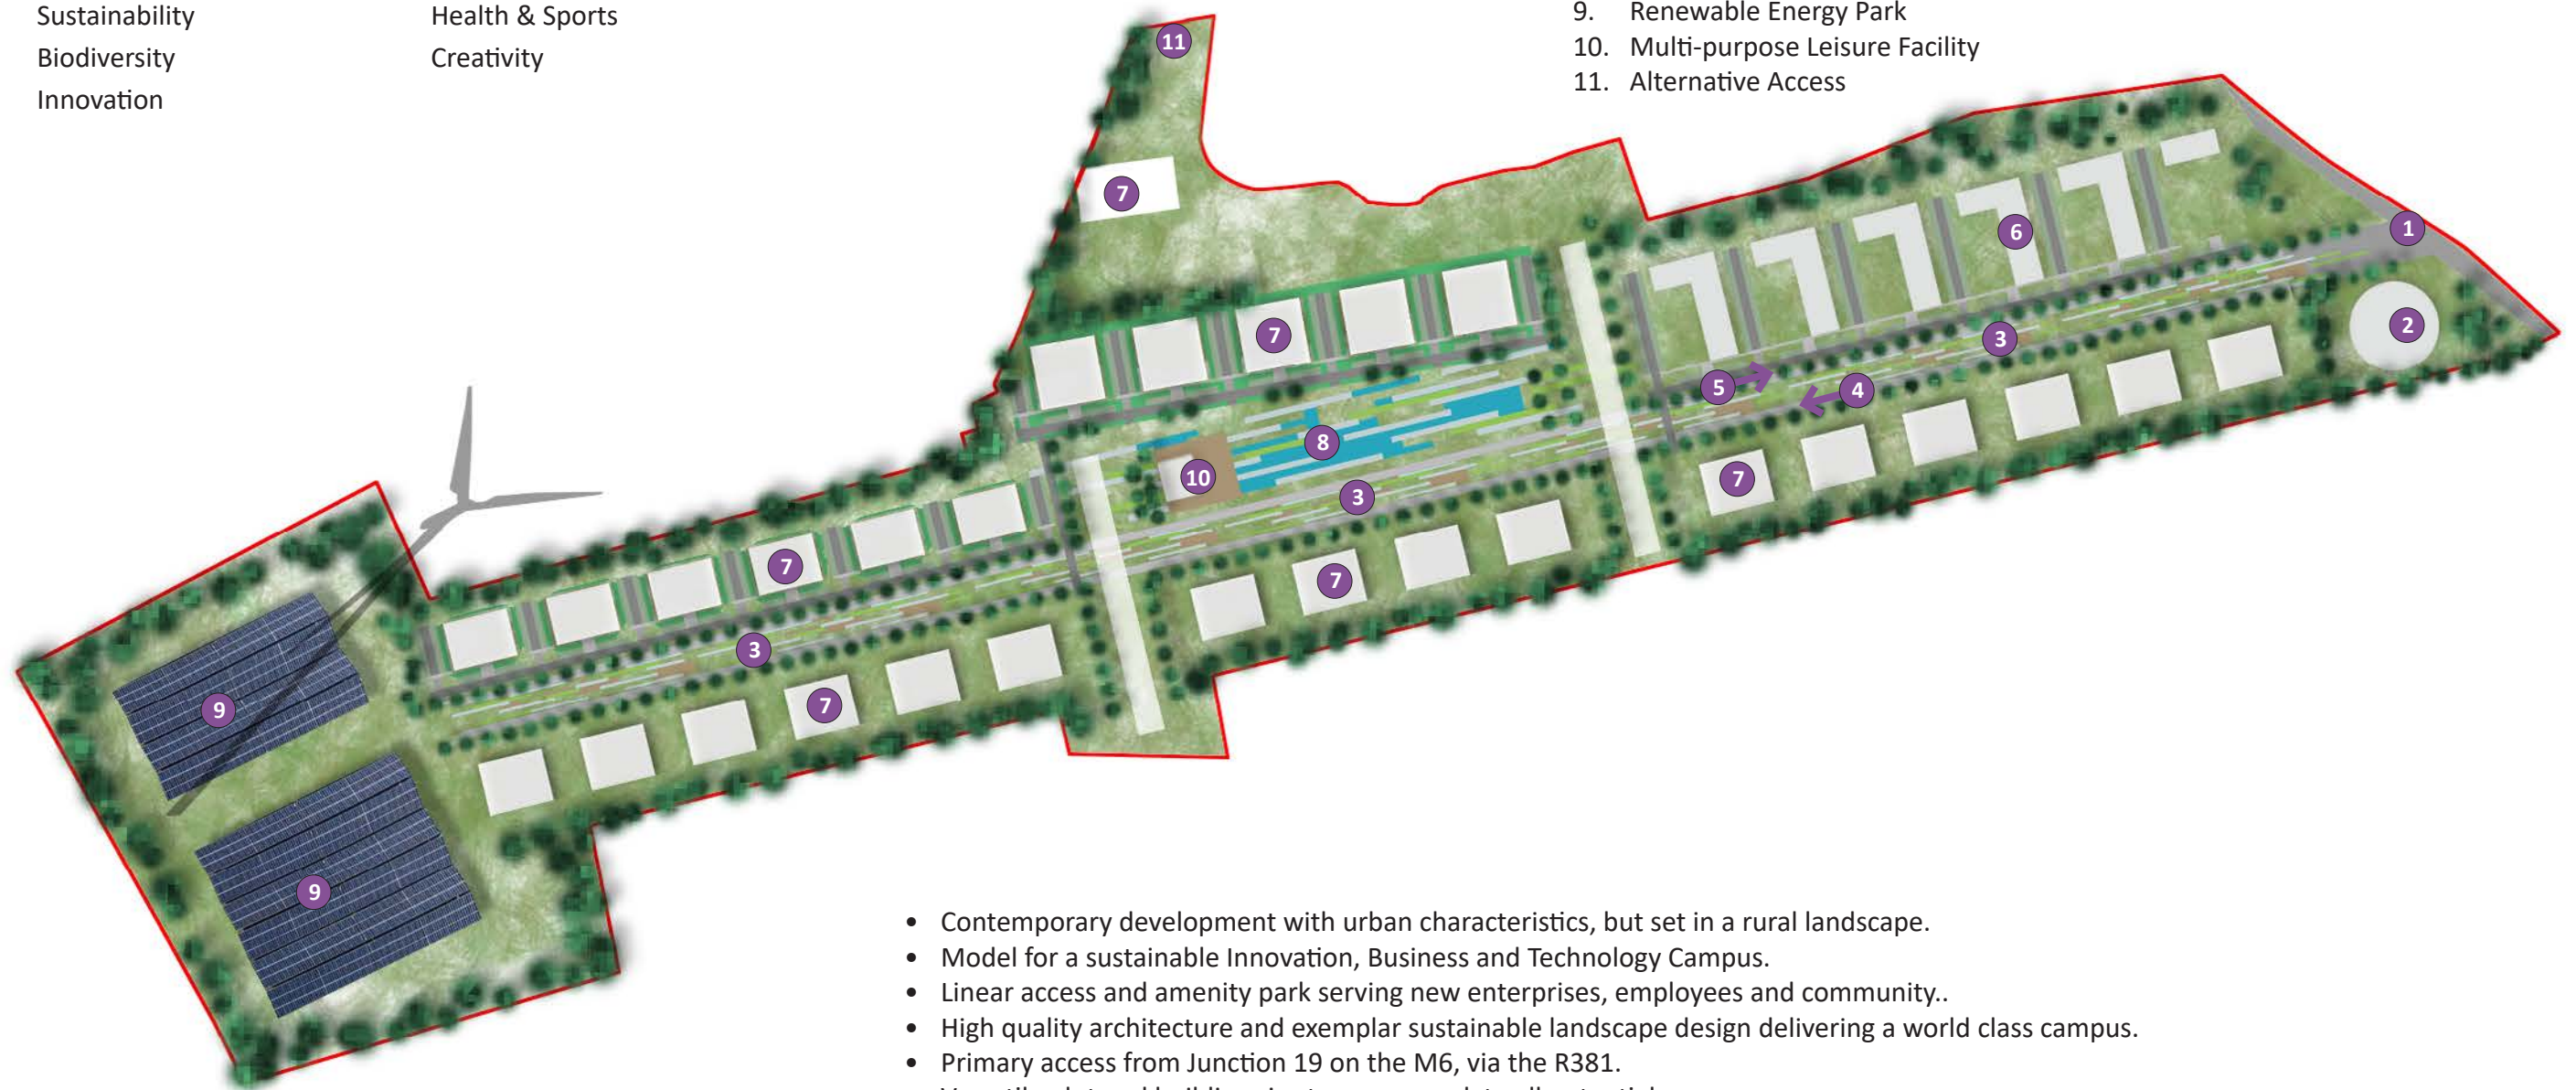 Sustainability
Biodiversity
Innovation
Health & Sports
Creativity
9. Renewable Energy Park
10. Multi-purpose Leisure Facility
11. Alternative Access
11
7
1
6
2
7
3
5
4
8
10
3
7
7
7
3
7
9
9
• Contemporary development with urban characteristics, but set in a rural landscape.
• Model for a sustainable Innovation, Business and Technology Campus.
• Linear access and amenity park serving new enterprises, employees and community..
• High quality architecture and exemplar sustainable landscape design delivering a world class campus.
• Primary access from Junction 19 on the M6, via the R381.